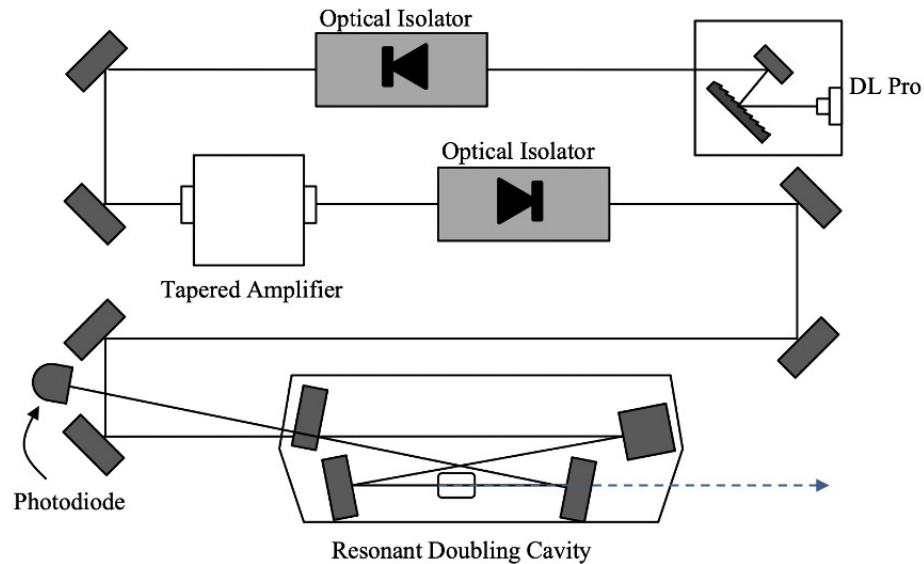 Optical Isolator
DL Pro
Optical Isolator
Tapered Amplifier
Photodiode
Resonant Doubling Cavity